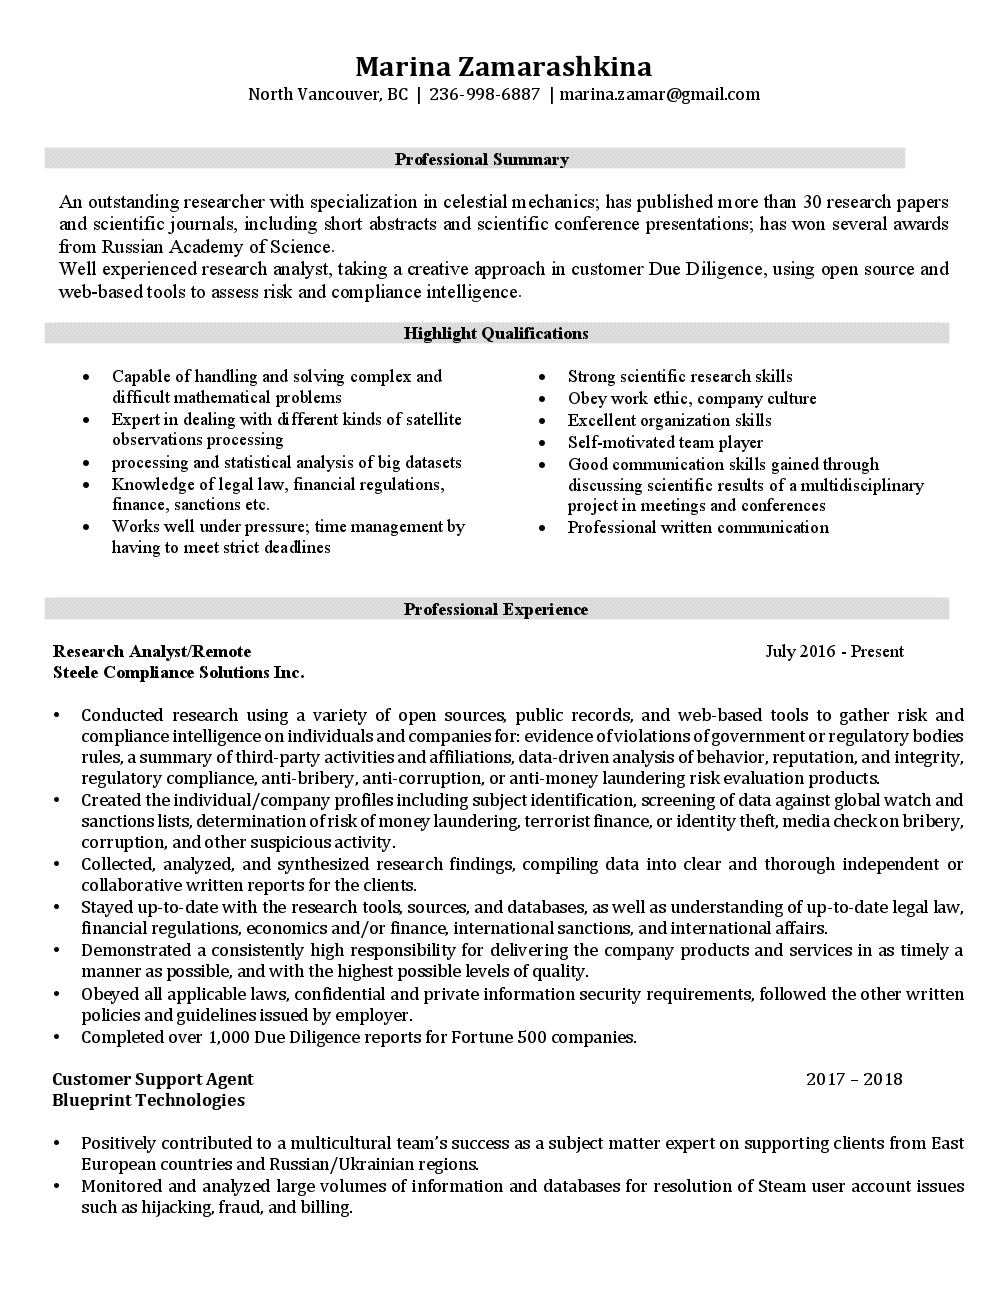 Marina Zamarashkina
North Vancouver, BC | 236-998-6887 | marina.zamar@gmail.com
Professional Summary
An outstanding researcher with specialization in celestial mechanics; has published more than 30 research papers
and scientific journals, including short abstracts and scientific conference presentations; has won several awards
from Russian Academy of Science.
Well experienced research analyst, taking a creative approach in customer Due Diligence, using open source and
web-based tools to assess risk and compliance intelligence.
Highlight Qualifications
• Capable of handling and solving complex and
difficult mathematical problems
• Expert in dealing with different kinds of satellite
observations processing
• processing and statistical analysis of big datasets
• Knowledge of legal law, financial regulations,
finance, sanctions etc.
• Works well under pressure; time management by
having to meet strict deadlines
• Strong scientific research skills
• Obey work ethic, company culture
• Excellent organization skills
• Self-motivated team player
• Good communication skills gained through
discussing scientific results of a multidisciplinary
project in meetings and conferences
• Professional written communication
Professional Experience
Research Analyst/Remote July 2016 - Present
Steele Compliance Solutions Inc.
• Conducted research using a variety of open sources, public records, and web-based tools to gather risk and
compliance intelligence on individuals and companies for: evidence of violations of government or regulatory bodies
rules, a summary of third-party activities and affiliations, data-driven analysis of behavior, reputation, and integrity,
regulatory compliance, anti-bribery, anti-corruption, or anti-money laundering risk evaluation products.
• Created the individual/company profiles including subject identification, screening of data against global watch and
sanctions lists, determination of risk of money laundering, terrorist finance, or identity theft, media check on bribery,
corruption, and other suspicious activity.
• Collected, analyzed, and synthesized research findings, compiling data into clear and thorough independent or
collaborative written reports for the clients.
• Stayed up-to-date with the research tools, sources, and databases, as well as understanding of up-to-date legal law,
financial regulations, economics and/or finance, international sanctions, and international affairs.
• Demonstrated a consistently high responsibility for delivering the company products and services in as timely a
manner as possible, and with the highest possible levels of quality.
• Obeyed all applicable laws, confidential and private information security requirements, followed the other written
policies and guidelines issued by employer.
• Completed over 1,000 Due Diligence reports for Fortune 500 companies.
Customer Support Agent 2017 – 2018
Blueprint Technologies
• Positively contributed to a multicultural team’s success as a subject matter expert on supporting clients from East
European countries and Russian/Ukrainian regions.
• Monitored and analyzed large volumes of information and databases for resolution of Steam user account issues
such as hijacking, fraud, and billing.